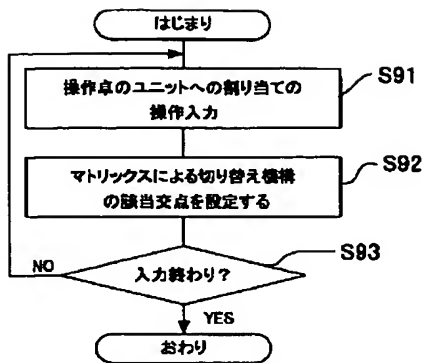 はじまり
操作点のユニットへの割り当ての
操作入力
S91
マトリックスによる切り替え機構
の該当交点を設定する
S92
入力終わり?
S93
NO
YES
おわり